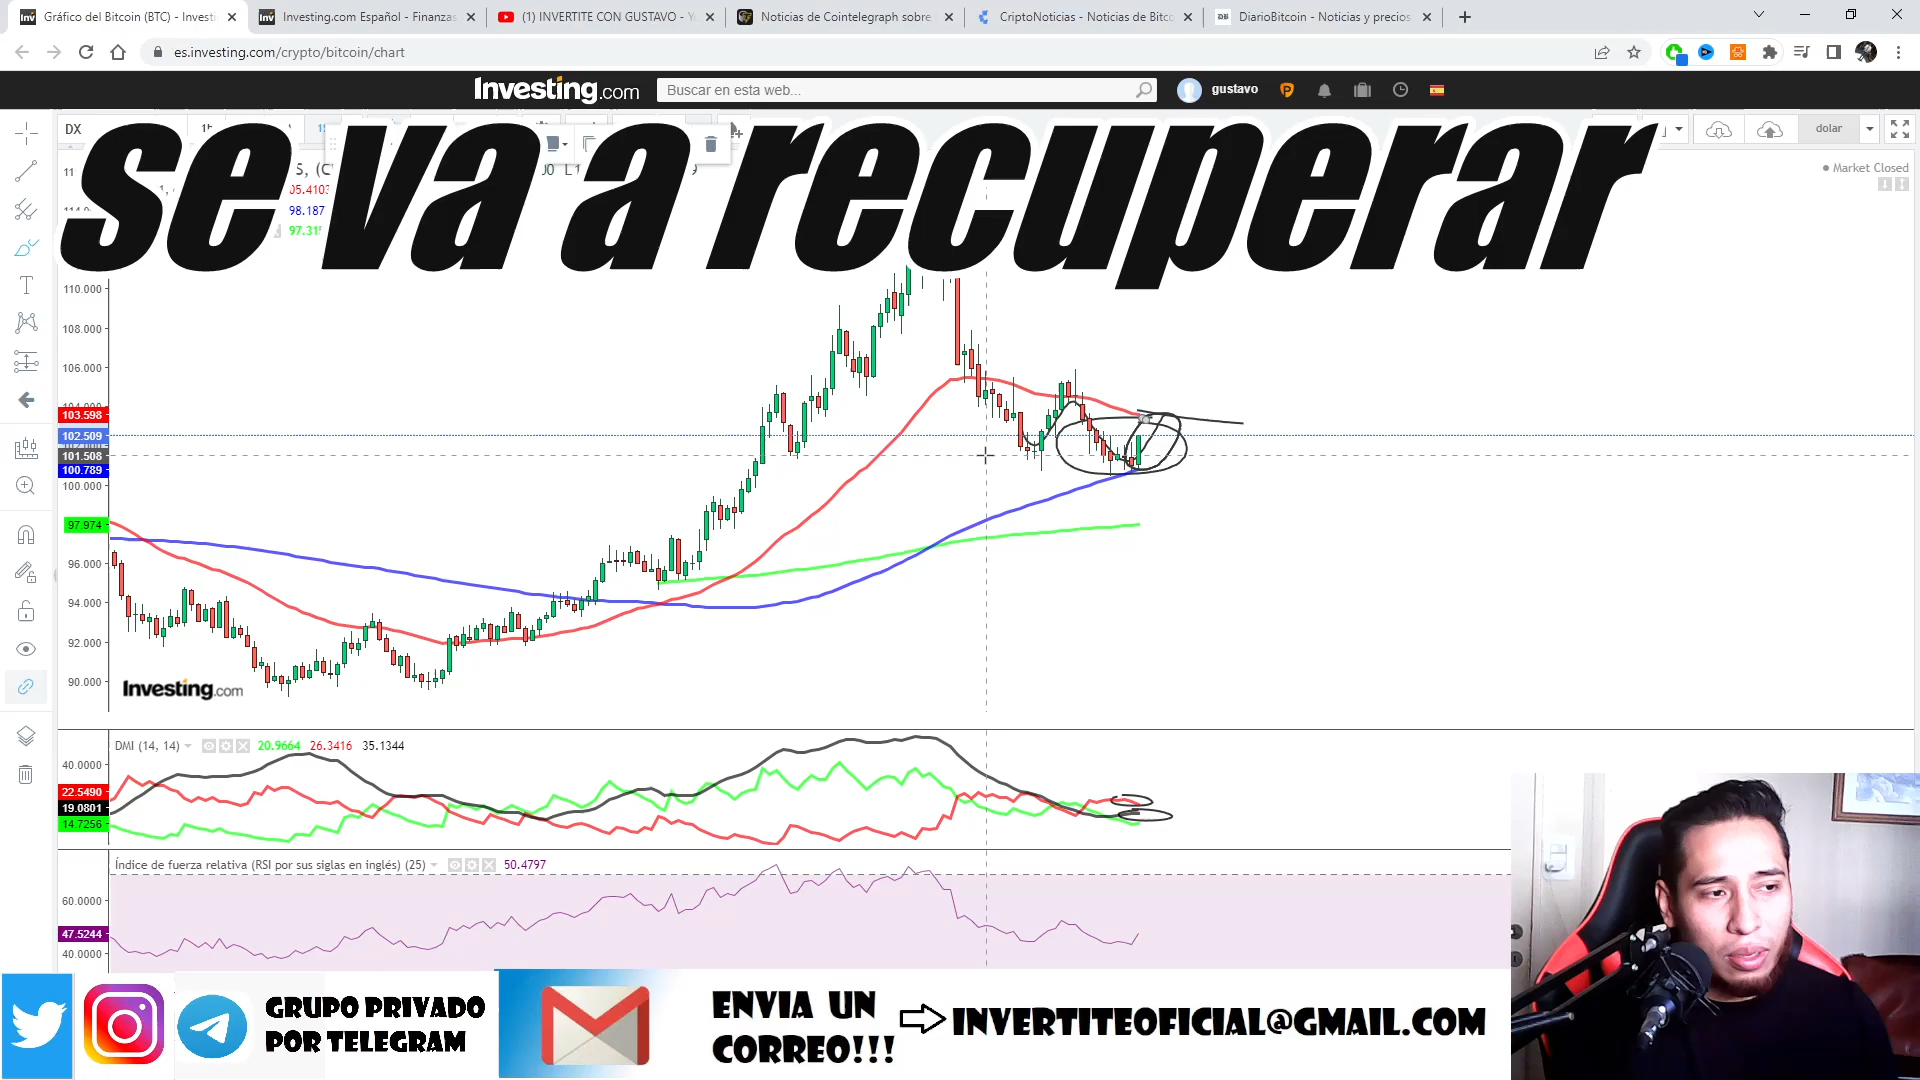 Gráfico del Bitcoin (BTC) - Investi
Investing.com Español - Finanzas
(1) INVERTITE CON GUSTAVO - Y
Noticias de Cointelegraph sobre
CriptoNoticias - Noticias de Bitco
DiarioBitcoin - Noticias y precios
es.investing.com/crypto/bitcoin/chart
Investing.com
Buscar en esta web...
gustavo
DX
dolar
se va a recuperar
Market Closed
05.4103
98.187
110.000
108.000
106.000
103.598
102.509
101.508
100.789
100.000
97.974
96.000
94.000
92.000
90.000
Investing.com
DMI (14, 14) 20.9664 26.3416 35.1344
40.0000
22.5490
19.0801
14.7256
Índice de fuerza relativa (RSI por sus siglas en inglés) (25) 50.4797
60.0000
47.5244
40.0000
GRUPO PRIVADO
POR TELEGRAM
ENVIA UN
CORREO!!!
INVERTITEOFICIAL@GMAIL.COM